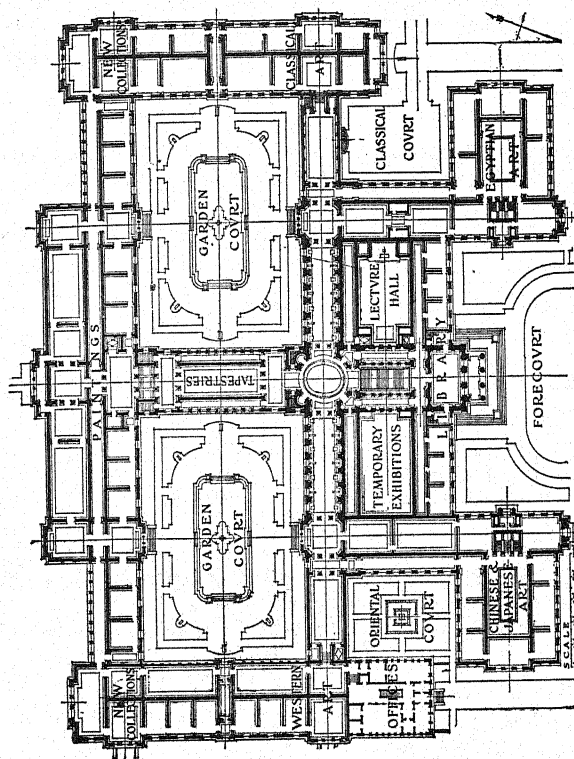 NEW
COLLECTIONS
PAINTINGS
NEW
COLLECTIONS
GARDEN
COVRT
TAPESTRIES
GARDEN
COVRT
WESTERN
ART
CLASSICAL
ART
OFFICES
ORIENTAL
COVRT
TEMPORARY
EXHIBITIONS
LECTVRE
HALL
CLASSICAL
COVRT
LIBRARY
CHINESE &
JAPANESE
ART
EGYPTIAN
ART
FORECOVRT
SCALE